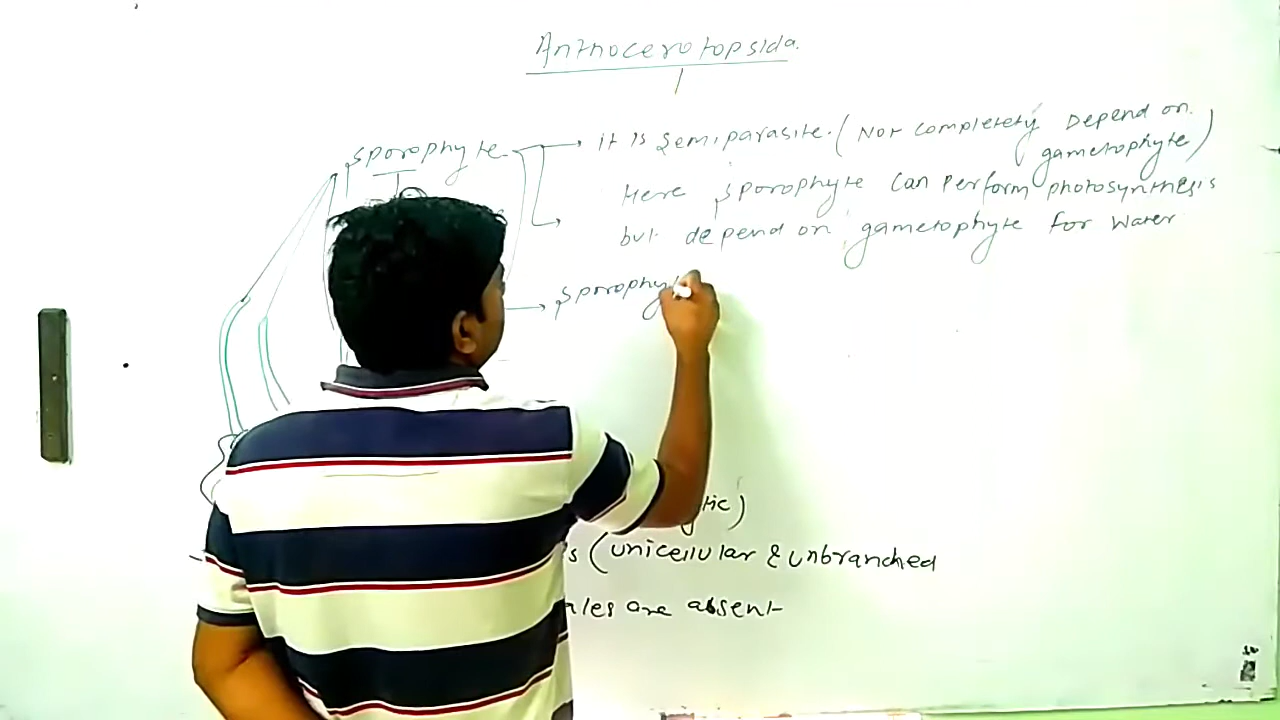 Anthocerotopsida.
sporophyte → it is semiparasite. (Not completely Depend on
gametophyte)
Here sporophyte can perform photosynthesis
but depend on gametophyte for water
→ sporophy
tic)
s (unicellular & unbranched
ales are absent